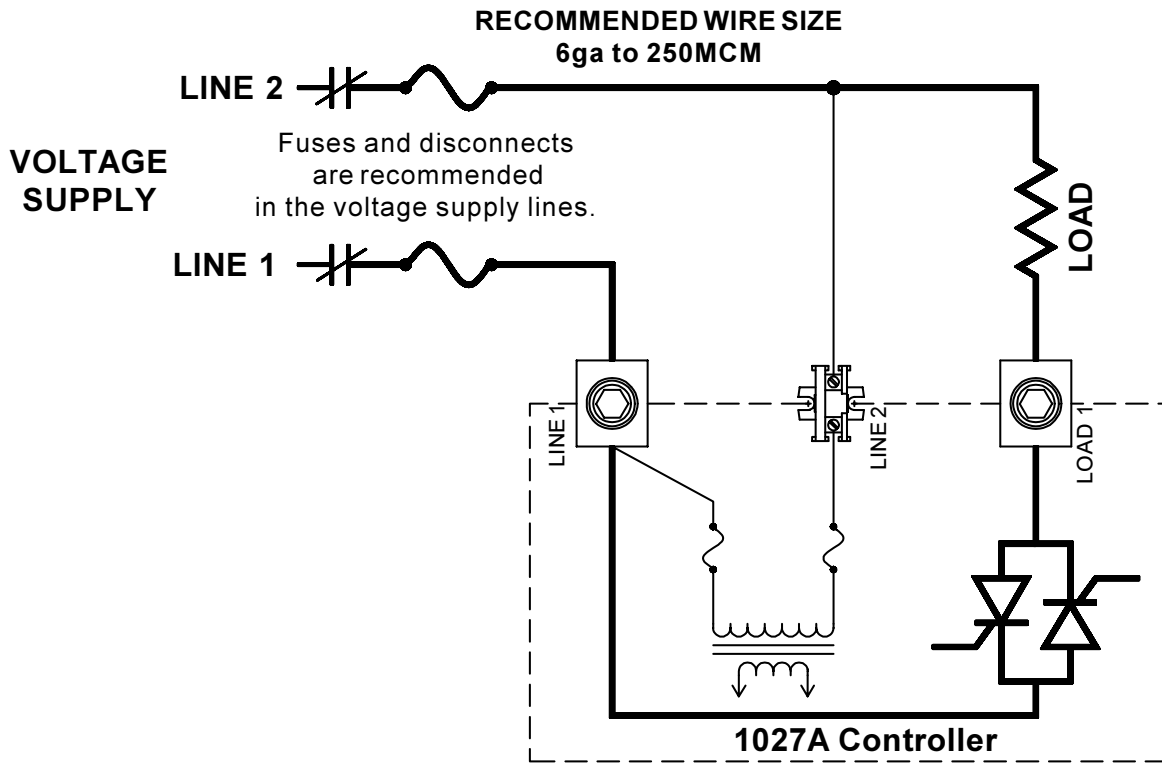 RECOMMENDED WIRE SIZE
6ga to 250MCM
LINE 2
VOLTAGE
SUPPLY
Fuses and disconnects
are recommended
in the voltage supply lines.
LINE 1
LOAD
LINE 1
LINE 2
LOAD 1
1027A Controller